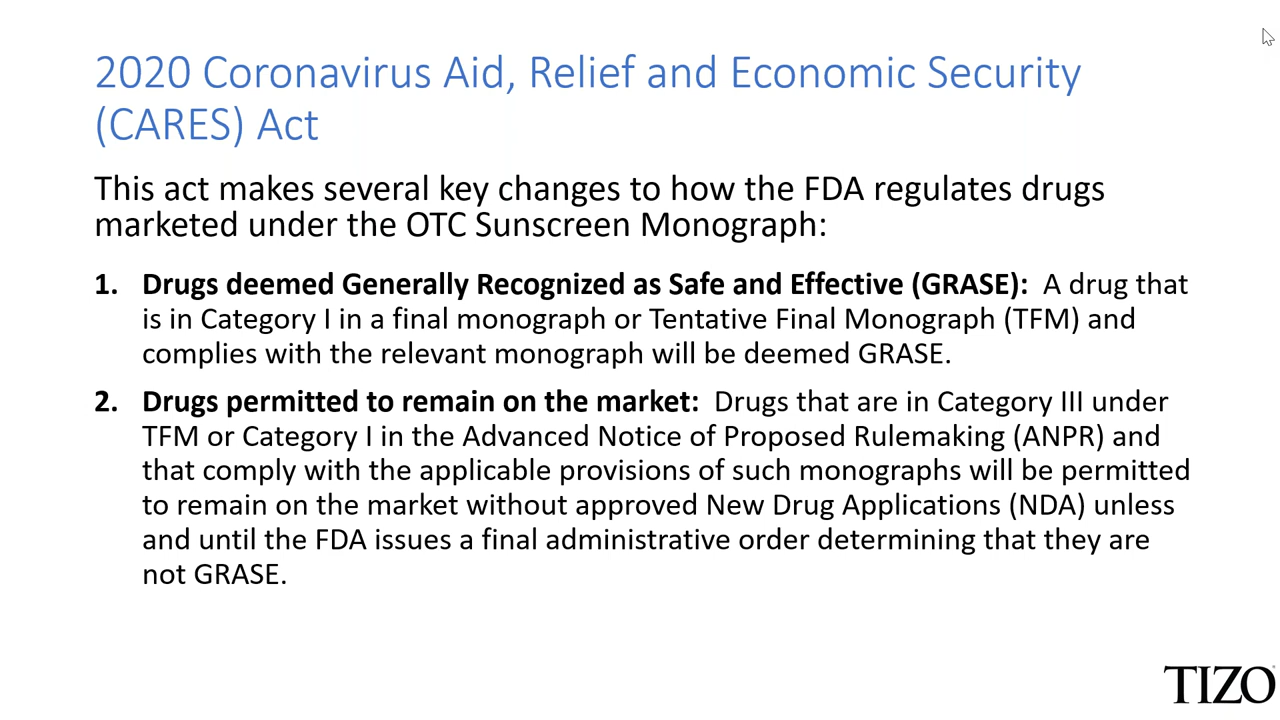 2020 Coronavirus Aid, Relief and Economic Security
(CARES) Act
This act makes several key changes to how the FDA regulates drugs
marketed under the OTC Sunscreen Monograph:
1. Drugs deemed Generally Recognized as Safe and Effective (GRASE): A drug that
is in Category I in a final monograph or Tentative Final Monograph (TFM) and
complies with the relevant monograph will be deemed GRASE.
2. Drugs permitted to remain on the market: Drugs that are in Category III under
TFM or Category I in the Advanced Notice of Proposed Rulemaking (ANPR) and
that comply with the applicable provisions of such monographs will be permitted
to remain on the market without approved New Drug Applications (NDA) unless
and until the FDA issues a final administrative order determining that they are
not GRASE.
TIZO